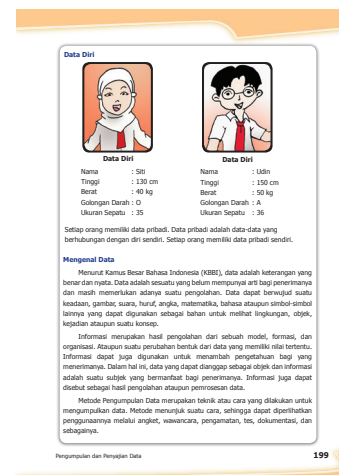 Data Diri
Data Diri
Nama : Siti
Tinggi : 130 cm
Berat : 40 kg
Golongan Darah : O
Ukuran Sepatu : 35
Data Diri
Nama : Udin
Tinggi : 150 cm
Berat : 50 kg
Golongan Darah : A
Ukuran Sepatu : 36
Setiap orang memiliki data pribadi. Data pribadi adalah data-data yang
berhubungan dengan diri sendiri. Setiap orang memiliki data pribadi sendiri.
Mengenal Data
Menurut Kamus Besar Bahasa Indonesia (KBBI), data adalah keterangan yang
benar dan nyata. Data adalah sesuatu yang belum mempunyai arti bagi penerimanya
dan masih memerlukan adanya suatu pengolahan. Data dapat berwujud suatu
keadaan, gambar, suara, huruf, angka, matematika, bahasa ataupun simbol-simbol
lainnya yang dapat digunakan sebagai bahan untuk melihat lingkungan, objek,
kejadian ataupun suatu konsep.
Informasi merupakan hasil pengolahan dari sebuah model, formasi, dan
organisasi. Ataupun suatu perubahan bentuk dari data yang memiliki nilai tertentu.
Informasi dapat juga digunakan untuk menambah pengetahuan bagi yang
menerimanya. Dalam hal ini, data yang dapat dianggap sebagai objek dan informasi
adalah suatu subjek yang bermanfaat bagi penerimanya. Informasi juga dapat
disebut sebagai hasil pengolahan ataupun pemrosesan data.
Metode Pengumpulan Data merupakan teknik atau cara yang dilakukan untuk
mengumpulkan data. Metode menunjuk suatu cara, sehingga dapat diperlihatkan
penggunaannya melalui angket, wawancara, pengamatan, tes, dokumentasi, dan
sebagainya.
Pengumpulan dan Penyajian Data 199